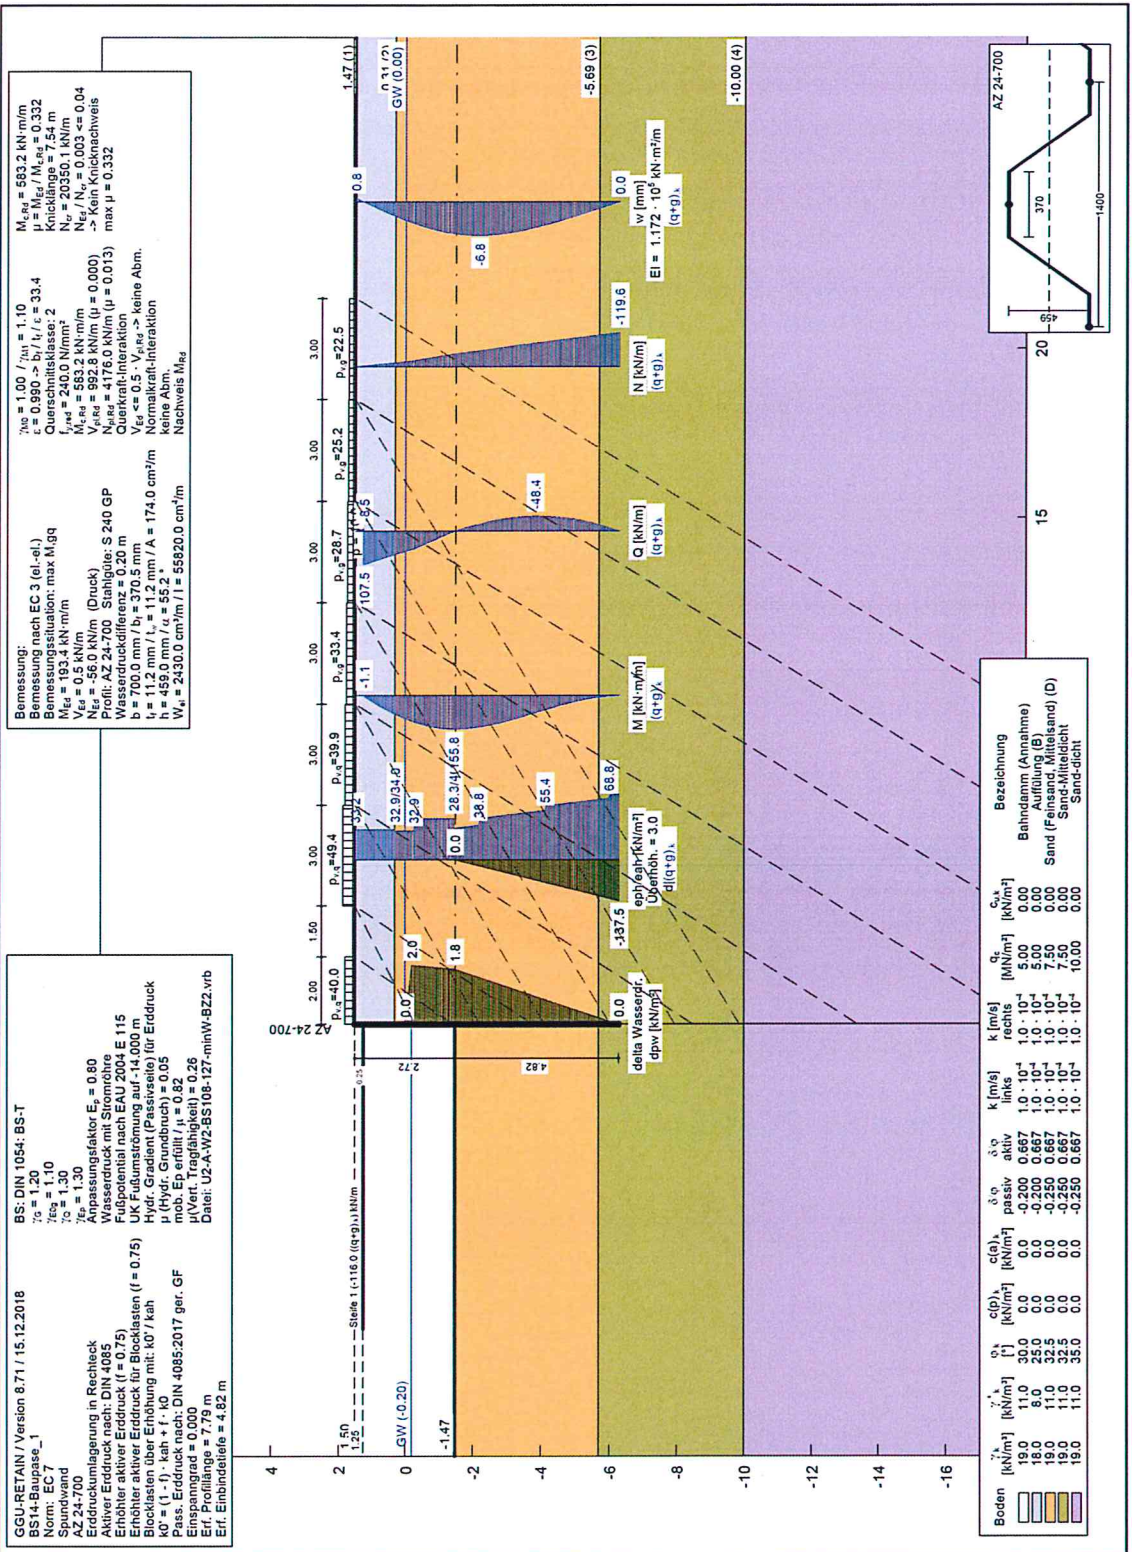 GGU-RETAIN / Version 8.71 / 15.12.2018
BS14-Baupase_1
Norm: EC 7
Spundwand
AZ 24-700
Erddruckumlagerung in Rechteck
Aktiver Erddruck nach: DIN 4085
Erhöhter aktiver Erddruck (f = 0.75)
Erhöhter aktiver Erddruck für Blocklasten (f = 0.75)
Blocklasten über Erhöhung mit: k0' / kah
k0' = (1 - f) · kah + f · k0
Pass. Erddruck nach: DIN 4085:2017 ger. GF
Einspanngrad = 0.000
Erf. Profillänge = 7.79 m
Erf. Einbindetiefe = 4.82 m
BS: DIN 1054: BS-T
γG = 1.20
γE0g = 1.10
γQ = 1.30
γEp = 1.30
Anpassungsfaktor Ep = 0.80
Wasserdruck mit Stromröhre
Fußpotential nach EAU 2004 E 115
UK Fußumströmung auf -14.000 m
Hydr. Gradient (Passivseite) für Erddruck
μ (Hydr. Grundbruch) = 0.05
mob. Ep erfüllt / μ = 0.82
μ(Vert. Tragfähigkeit) = 0.26
Datei: U2-A-W2-BS108-127-minW-BZ2.vrb
Bemessung:
Bemessung nach EC 3 (el.-el.)
Bemessungssituation: max M,gq
MEd = 193.4 kN·m/m
VEd = 0.5 kN/m
NEd = -56.0 kN/m (Druck)
Profil: AZ 24-700 Stahlgüte: S 240 GP
Wasserdruckdifferenz = 0.20 m
b = 700.0 mm / bf = 370.5 mm
tf = 11.2 mm / tw = 11.2 mm / A = 174.0 cm²/m
h = 459.0 mm / α = 55.2 °
Wel = 2430.0 cm³/m / I = 55820.0 cm⁴/m
γM0 = 1.00 / γM1 = 1.10
ε = 0.990 -> bf / tf / ε = 33.4
Querschnittsklasse: 2
fy,red = 240.0 N/mm²
Mc,Rd = 583.2 kN·m/m
Vpl,Rd = 992.8 kN/m (μ = 0.000)
Npl,Rd = 4176.0 kN/m (μ = 0.013)
Querkraft-Interaktion
VEd <= 0.5 · Vpl,Rd -> keine Abm.
Normalkraft-Interaktion
keine Abm.
Nachweis MRd
Mc,Rd = 583.2 kN·m/m
μ = MEd / Mc,Rd = 0.332
Knicklänge = 7.54 m
Ncr = 20350.1 kN/m
NEd / Ncr = 0.003 <= 0.04
-> Kein Knicknachweis
max μ = 0.332
AZ 24-700
2.00
1.50
3.00
3.00
3.00
3.00
3.00
3.00
pv,q=40.0
pv,q=49.4
pv,q=39.9
pv,g=33.4
pv,g=28.7
pv,g=25.2
pv,g=22.5
1.50
1.25
0.25
Steife 1 (-116.0 ((q+g)k) kN/m
GW (-0.20)
2.72
-1.47
4.82
1.47 (1)
0.31 (2)
GW (0.00)
-5.69 (3)
-10.00 (4)
0.0
2.0
1.8
0.0
delta Wasserdr.
dpw [kN/m²]
32.9/34.0
32.9
28.3/4
0.0
38.8
55.4
68.8
-137.5
eph/eah [kN/m²]
Überhöh. = 3.0
d|(q+g)k
-1.1
155.8
M [kN·m/m]
(q+g)k
107.5
-8.5
-48.4
Q [kN/m]
(q+g)k
-119.6
N [kN/m]
(q+g)k
0.8
-6.8
0.0
w [mm]
EI = 1.172 · 10⁵ kN·m²/m
(q+g)k
4
2
0
-2
-4
-6
-8
-10
-12
-14
-16
15
20
AZ 24-700
459
370
1400
Boden γk [kN/m³] γ'k [kN/m³] φk [°] c(p)k [kN/m²] c(a)k [kN/m²] δ/φ passiv δ/φ aktiv k [m/s] links k [m/s] rechts qc [MN/m²] cu,k [kN/m²] Bezeichnung
19.0 11.0 30.0 0.0 0.0 -0.200 0.667 1.0 · 10⁻⁴ 1.0 · 10⁻⁴ 5.00 0.00 Bahndamm (Annahme)
18.0 8.0 25.0 0.0 0.0 -0.200 0.667 1.0 · 10⁻⁴ 1.0 · 10⁻⁴ 5.00 0.00 Auffüllung (B)
19.0 11.0 32.5 0.0 0.0 -0.250 0.667 1.0 · 10⁻⁴ 1.0 · 10⁻⁴ 7.50 0.00 Sand (Feinsand, Mittelsand) (D)
19.0 11.0 32.5 0.0 0.0 -0.250 0.667 1.0 · 10⁻⁴ 1.0 · 10⁻⁴ 7.50 0.00 Sand-Mitteldicht
19.0 11.0 35.0 0.0 0.0 -0.250 0.667 1.0 · 10⁻⁴ 1.0 · 10⁻⁴ 10.00 0.00 Sand-dicht